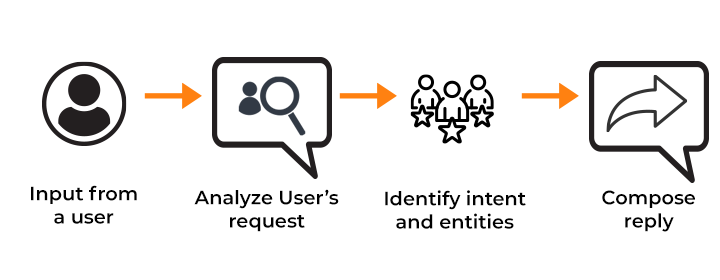 Input from
a user
Analyze User's
request
Identify intent
and entities
Compose
reply